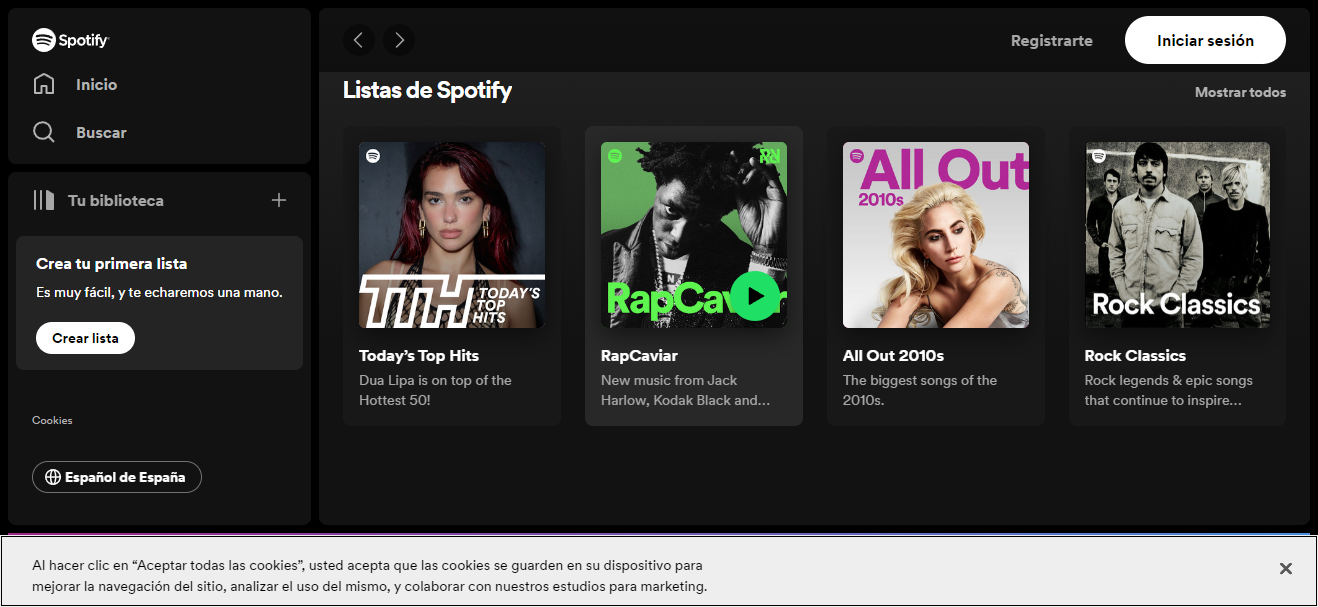 Spotify
Inicio
Buscar
Tu biblioteca
Crea tu primera lista
Es muy fácil, y te echaremos una mano.
Crear lista
Cookies
Español de España
Registrarte
Iniciar sesión
Listas de Spotify
Mostrar todos
TTH TODAY'S
TOP
HITS
Today's Top Hits
Dua Lipa is on top of the
Hottest 50!
RapCaviar
New music from Jack
Harlow, Kodak Black and...
All Out
2010s
All Out 2010s
The biggest songs of the
2010s.
Rock Classics
Rock Classics
Rock legends & epic songs
that continue to inspire...
Al hacer clic en “Aceptar todas las cookies”, usted acepta que las cookies se guarden en su dispositivo para
mejorar la navegación del sitio, analizar el uso del mismo, y colaborar con nuestros estudios para marketing.